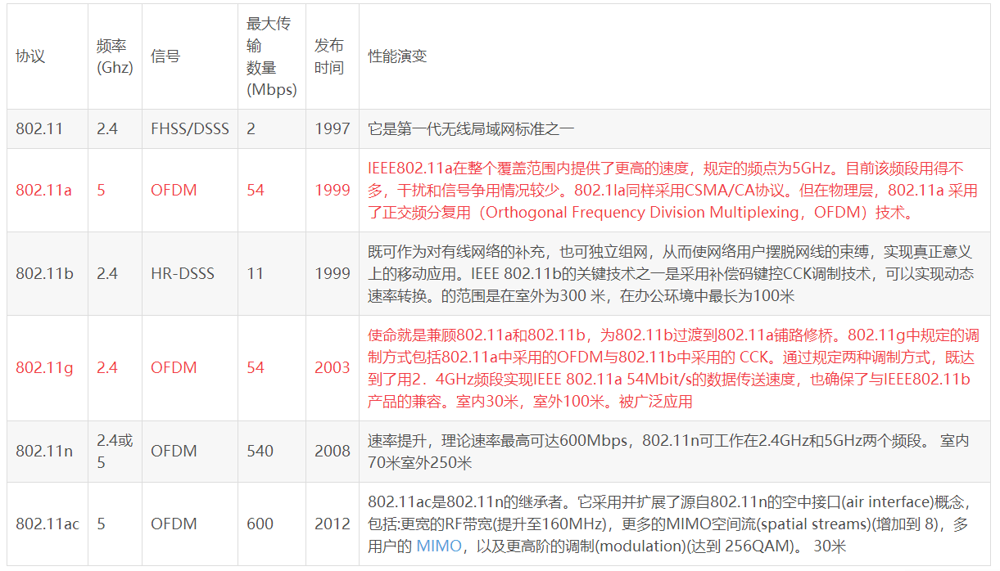 协议
频率
(Ghz)
信号
最大传
输
数量
(Mbps)
发布
时间
性能演变
802.11
2.4
FHSS/DSSS
2
1997
它是第一代无线局域网标准之一
802.11a
5
OFDM
54
1999
IEEE802.11a在整个覆盖范围内提供了更高的速度，规定的频点为5GHz。目前该频段用得不
多，干扰和信号争用情况较少。802.1la同样采用CSMA/CA协议。但在物理层，802.11a 采用
了正交频分复用（Orthogonal Frequency Division Multiplexing，OFDM）技术。
802.11b
2.4
HR-DSSS
11
1999
既可作为对有线网络的补充，也可独立组网，从而使网络用户摆脱网线的束缚，实现真正意义
上的移动应用。IEEE 802.11b的关键技术之一是采用补偿码键控CCK调制技术，可以实现动态
速率转换。的范围是在室外为300 米，在办公环境中最长为100米
802.11g
2.4
OFDM
54
2003
使命就是兼顾802.11a和802.11b，为802.11b过渡到802.11a铺路修桥。802.11g中规定的调
制方式包括802.11a中采用的OFDM与802.11b中采用的 CCK。通过规定两种调制方式，既达
到了用2．4GHz频段实现IEEE 802.11a 54Mbit/s的数据传送速度，也确保了与IEEE802.11b
产品的兼容。室内30米，室外100米。被广泛应用
802.11n
2.4或
5
OFDM
540
2008
速率提升，理论速率最高可达600Mbps，802.11n可工作在2.4GHz和5GHz两个频段。 室内
70米室外250米
802.11ac
5
OFDM
600
2012
802.11ac是802.11n的继承者。它采用并扩展了源自802.11n的空中接口(air interface)概念，
包括:更宽的RF带宽(提升至160MHz)，更多的MIMO空间流(spatial streams)(增加到 8)，多
用户的 MIMO，以及更高阶的调制(modulation)(达到 256QAM)。 30米